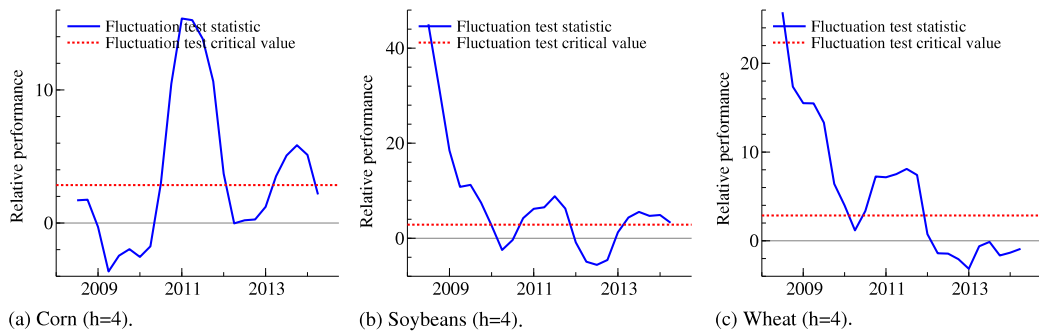 Relative performance
Fluctuation test statistic
Fluctuation test critical value
10
0
2009
2011
2013
(a) Corn (h=4).
Relative performance
Fluctuation test statistic
Fluctuation test critical value
40
20
0
2009
2011
2013
(b) Soybeans (h=4).
Relative performance
Fluctuation test statistic
Fluctuation test critical value
20
10
0
2009
2011
2013
(c) Wheat (h=4).